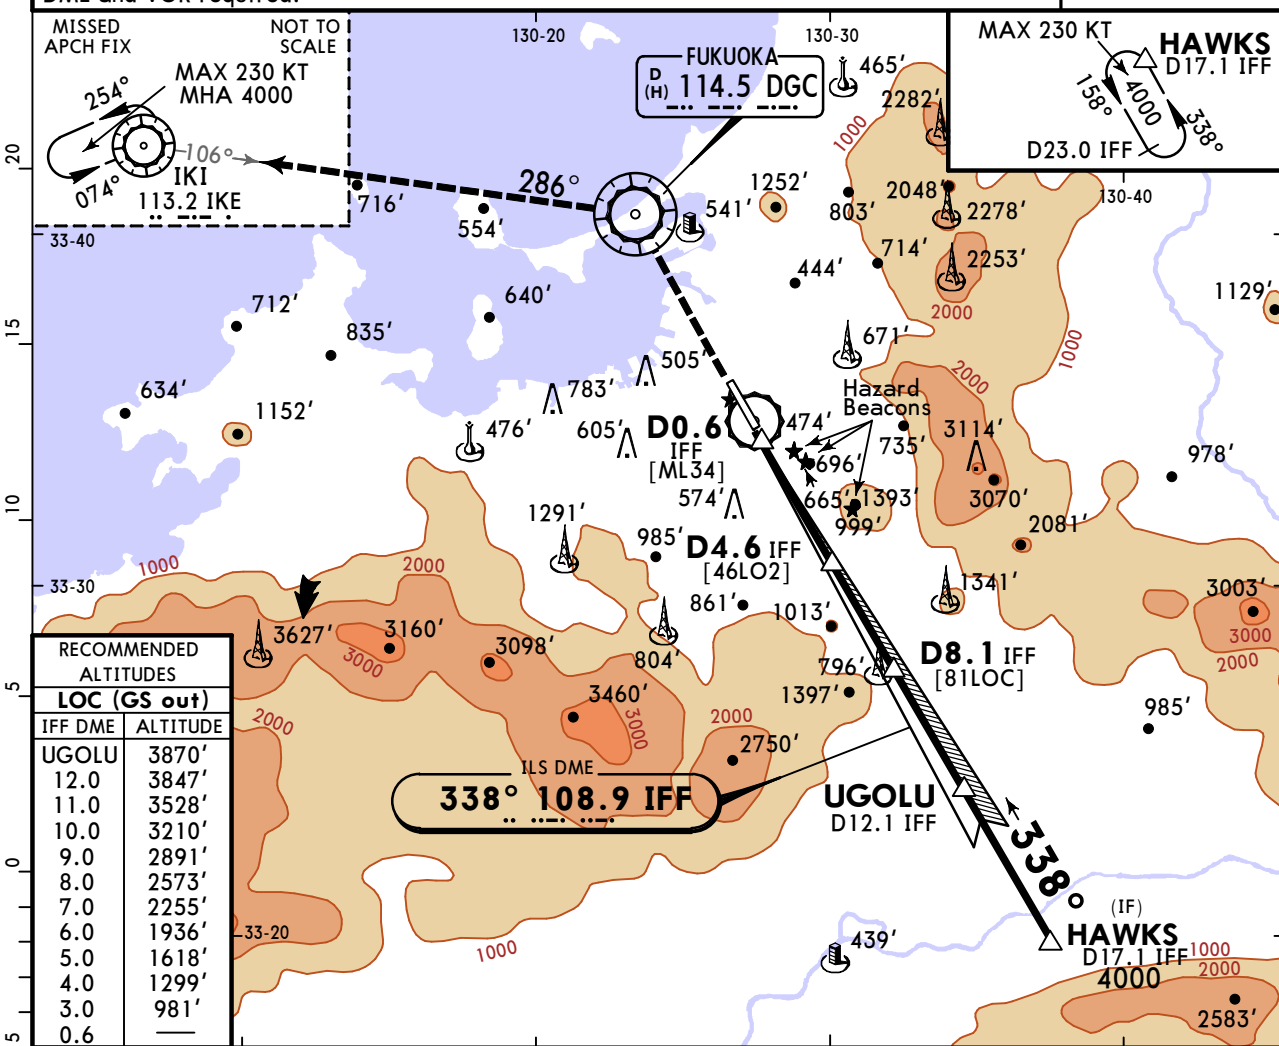 MISSED
APCH FIX
NOT TO
SCALE
MAX 230 KT
MHA 4000
254°
074°
106°
IKI
113.2 IKE
130-20
130-30
FUKUOKA
D
(H) 114.5 DGC
465'
2282'
1000
MAX 230 KT
HAWKS
D17.1 IFF
158°
4000
338°
D23.0 IFF
20
716'
286°
554'
541'
1252'
803'
2048'
2278'
130-40
33-40
714'
2253'
444'
2000
1129'
712'
640'
15
835'
671'
1000
505'
2000
783'
Hazard
Beacons
634'
1152'
476'
605'
D0.6
IFF
[ML34]
474'
735'
3114'
696'
978'
574'
665'
1393'
3070'
999'
10
1291'
985'
D4.6 IFF
[46LO2]
2081'
1000
2000
33-30
861'
1013'
1341'
3003'
3000
2000
3627'
3160'
3000
3098'
804'
796'
D8.1 IFF
[81LOC]
1397'
5
3460'
3000
2000
2750'
985'
2000
RECOMMENDED
ALTITUDES
LOC (GS out)
IFF DME ALTITUDE
UGOLU 3870'
12.0 3847'
11.0 3528'
10.0 3210'
9.0 2891'
8.0 2573'
7.0 2255'
6.0 1936'
5.0 1618'
4.0 1299'
3.0 981'
0.6 —
ILS DME
338° 108.9 IFF
UGOLU
D12.1 IFF
338°
0
33-20
1000
439'
(IF)
HAWKS
D17.1 IFF
4000
1000
2000
2583'
5